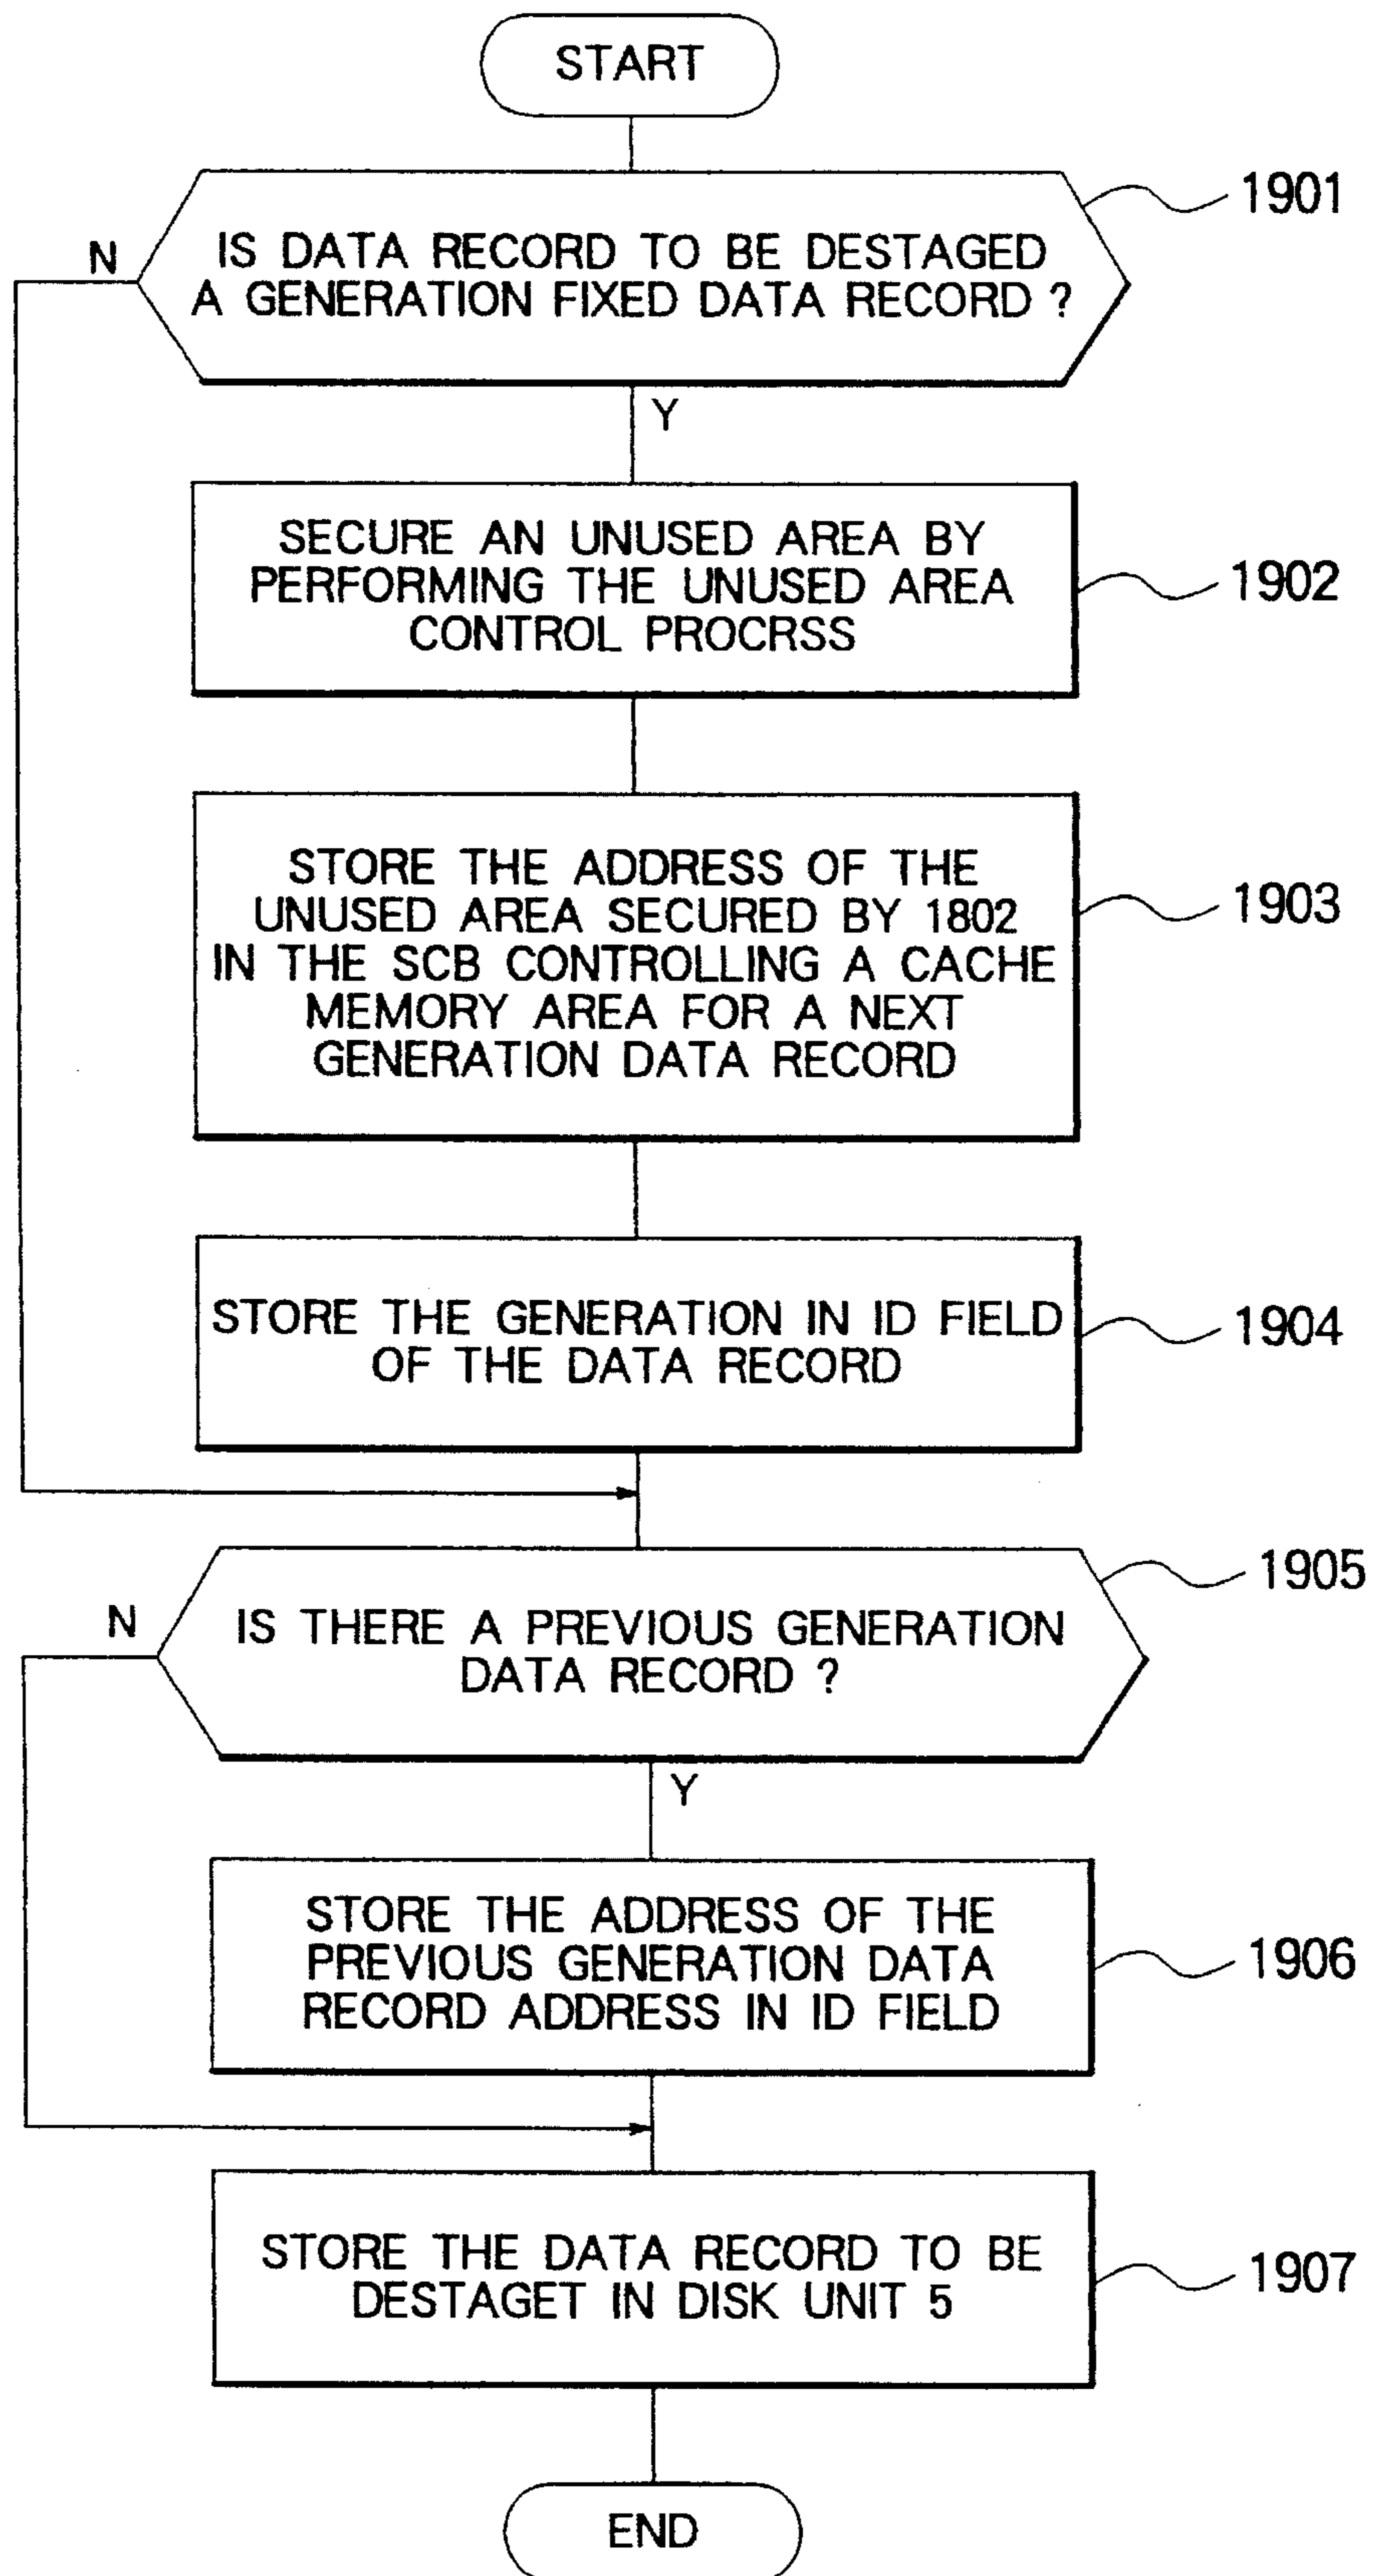 START
1901
N
IS DATA RECORD TO BE DESTAGED
A GENERATION FIXED DATA RECORD ?
Y
SECURE AN UNUSED AREA BY
PERFORMING THE UNUSED AREA
CONTROL PROCRSS
1902
STORE THE ADDRESS OF THE
UNUSED AREA SECURED BY 1802
IN THE SCB CONTROLLING A CACHE
MEMORY AREA FOR A NEXT
GENERATION DATA RECORD
1903
STORE THE GENERATION IN ID FIELD
OF THE DATA RECORD
1904
1905
N
IS THERE A PREVIOUS GENERATION
DATA RECORD ?
Y
STORE THE ADDRESS OF THE
PREVIOUS GENERATION DATA
RECORD ADDRESS IN ID FIELD
1906
STORE THE DATA RECORD TO BE
DESTAGET IN DISK UNIT 5
1907
END